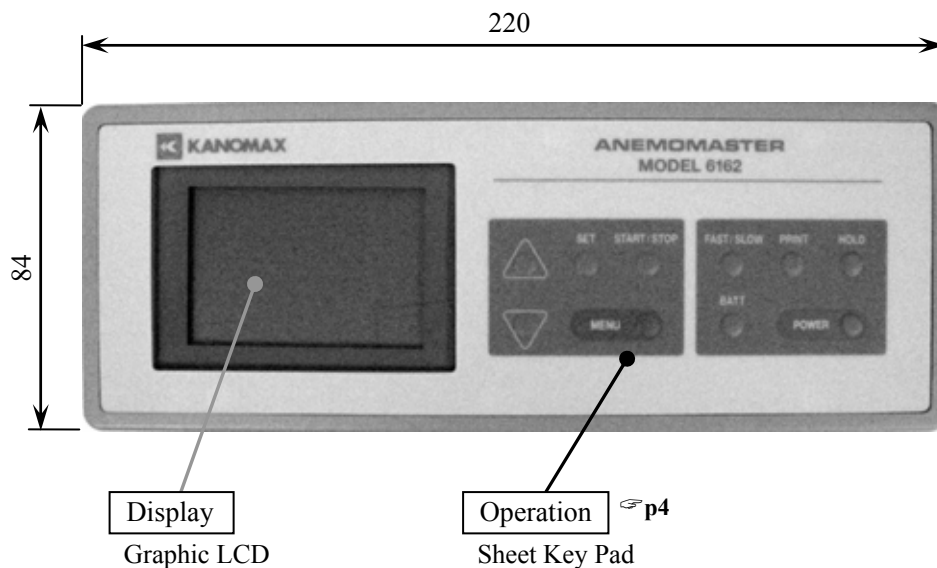 220
84
KANOMAX
ANEMOMASTER
MODEL 6162
SET START/STOP
FAST/SLOW PRINT HOLD
BATT
MENU
POWER
Display
Graphic LCD
Operation ☞p4
Sheet Key Pad